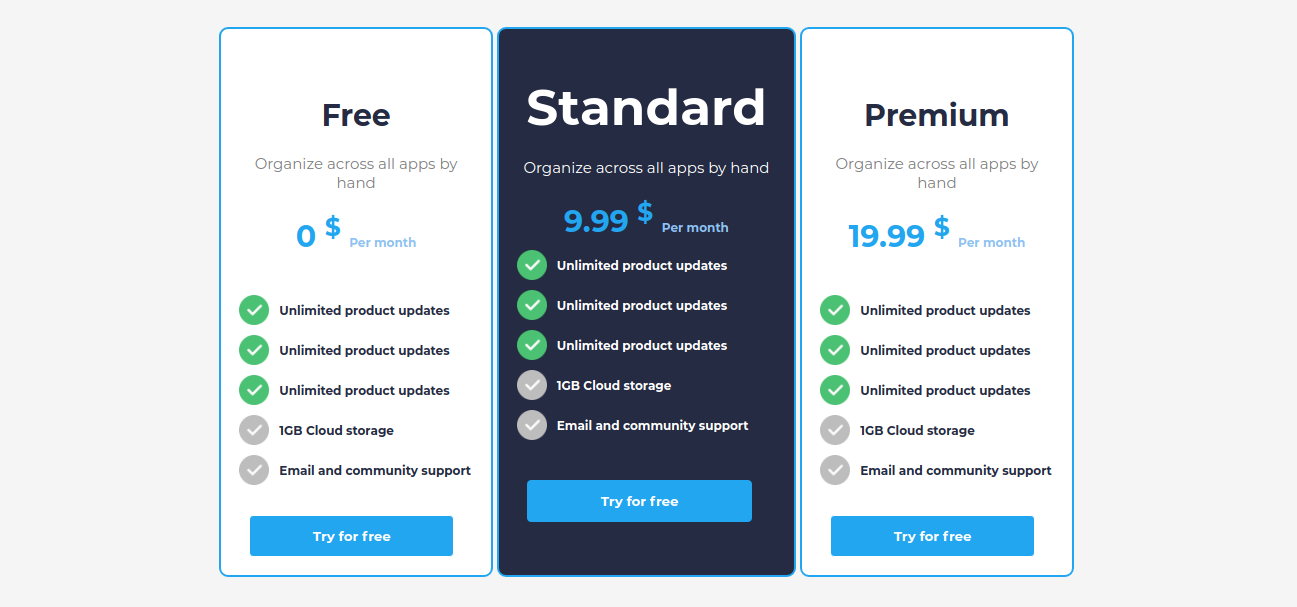 Free
Organize across all apps by
hand
0 $ Per month
Unlimited product updates
Unlimited product updates
Unlimited product updates
1GB Cloud storage
Email and community support
Try for free
Standard
Organize across all apps by hand
9.99 $ Per month
Unlimited product updates
Unlimited product updates
Unlimited product updates
1GB Cloud storage
Email and community support
Try for free
Premium
Organize across all apps by
hand
19.99 $ Per month
Unlimited product updates
Unlimited product updates
Unlimited product updates
1GB Cloud storage
Email and community support
Try for free